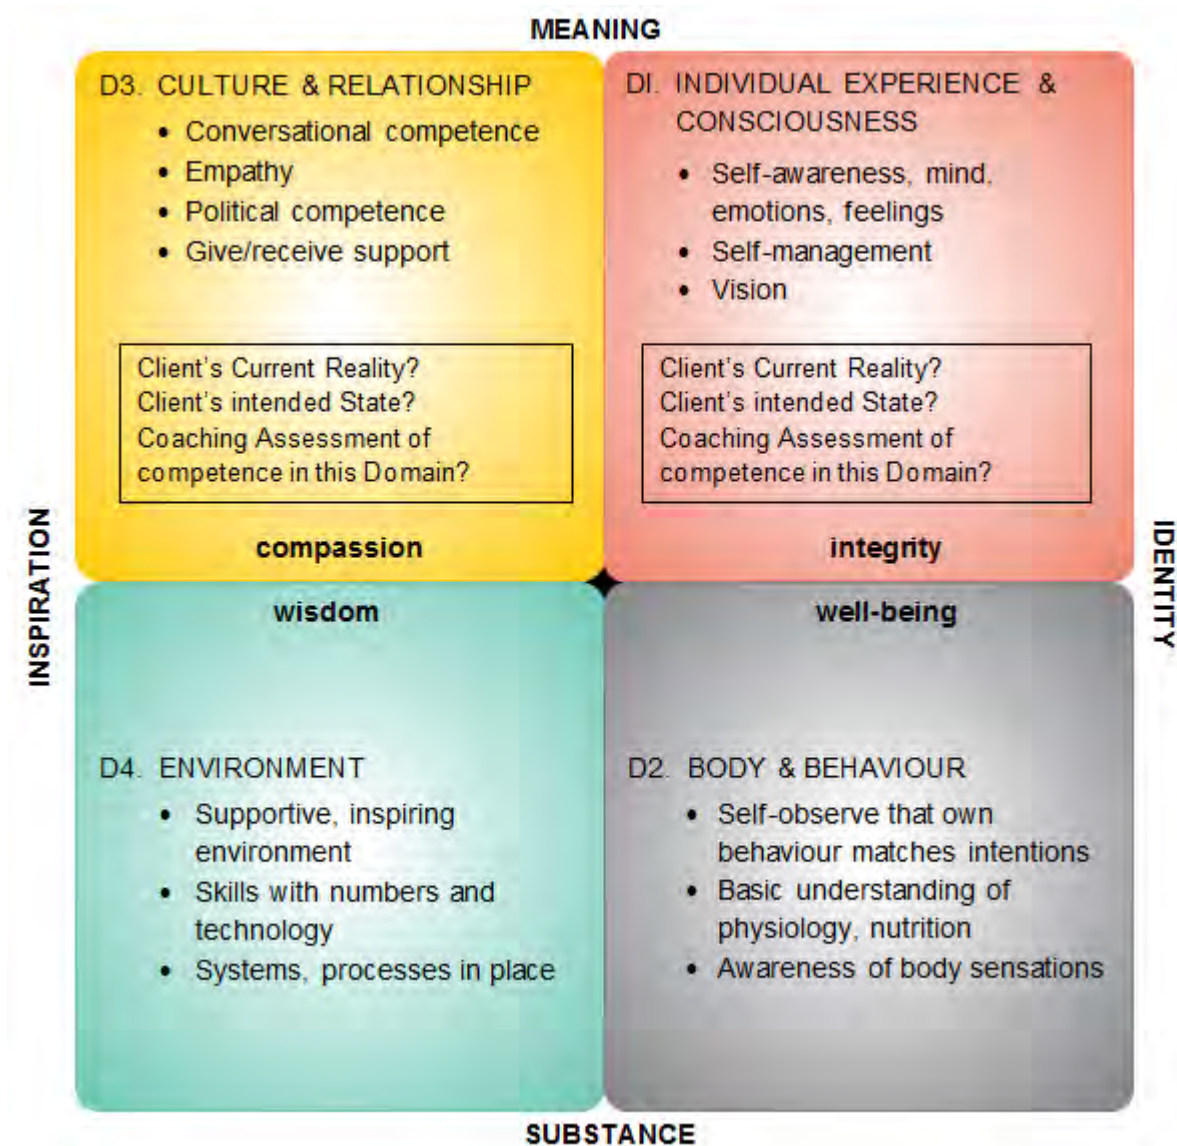 MEANING
D3. CULTURE & RELATIONSHIP
• Conversational competence
• Empathy
• Political competence
• Give/receive support
Client's Current Reality?
Client's intended State?
Coaching Assessment of
competence in this Domain?
compassion
DI. INDIVIDUAL EXPERIENCE &
CONSCIOUSNESS
• Self-awareness, mind,
emotions, feelings
• Self-management
• Vision
Client's Current Reality?
Client's intended State?
Coaching Assessment of
competence in this Domain?
integrity
INSPIRATION
IDENTITY
wisdom
D4. ENVIRONMENT
• Supportive, inspiring
environment
• Skills with numbers and
technology
• Systems, processes in place
well-being
D2. BODY & BEHAVIOUR
• Self-observe that own
behaviour matches intentions
• Basic understanding of
physiology, nutrition
• Awareness of body sensations
SUBSTANCE